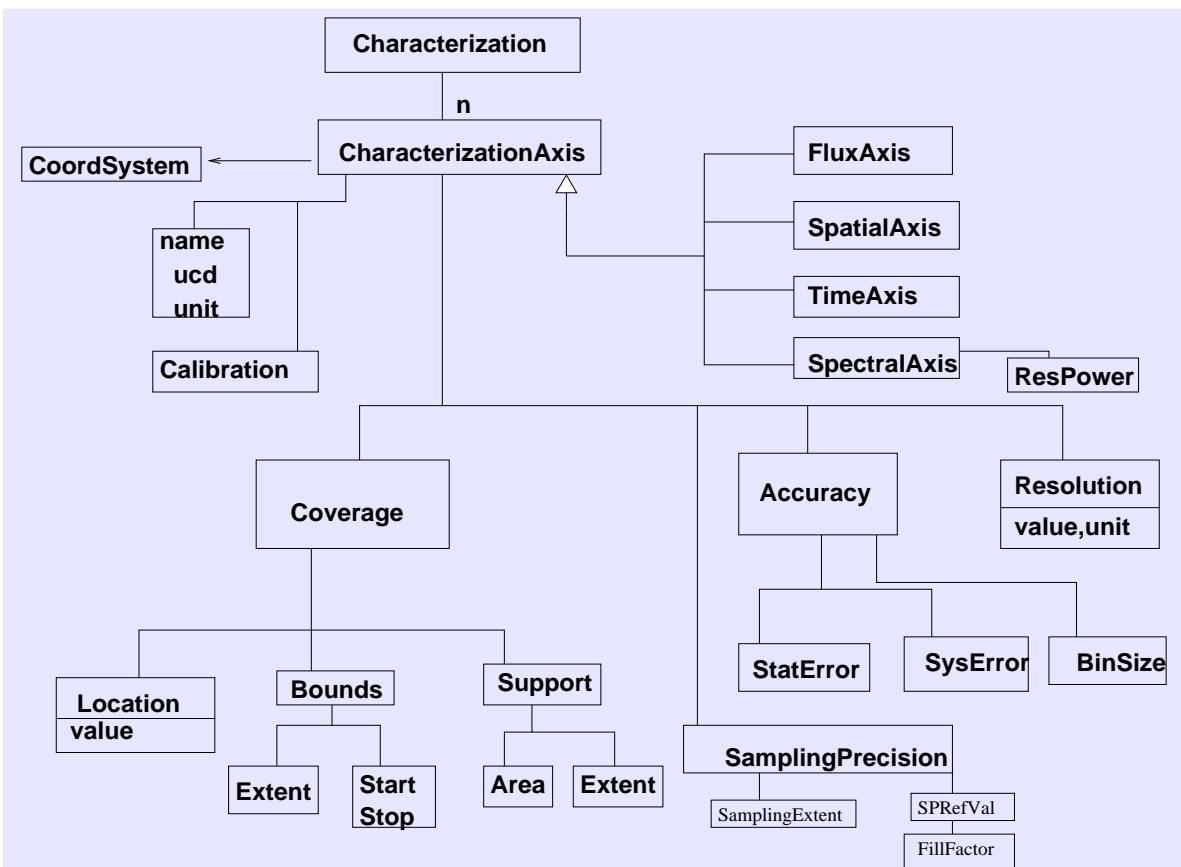 Characterization
n
CharacterizationAxis
CoordSystem
FluxAxis
SpatialAxis
name
ucd
unit
TimeAxis
Calibration
SpectralAxis
ResPower
Coverage
Accuracy
Resolution
value,unit
Location
value
Bounds
Support
StatError
SysError
BinSize
Extent
Start
Stop
Area
Extent
SamplingPrecision
SamplingExtent
SPRefVal
FillFactor